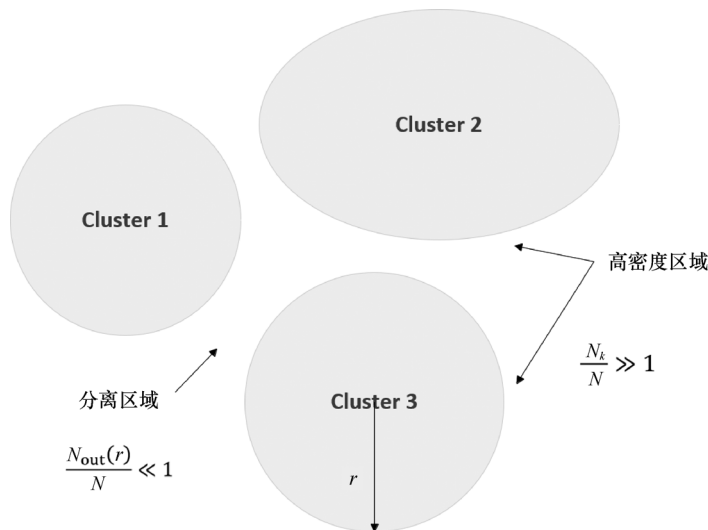 Cluster 2
Cluster 1
高密度区域
N_k/N ≫ 1
Cluster 3
分离区域
N_out(r)/N ≪ 1
r